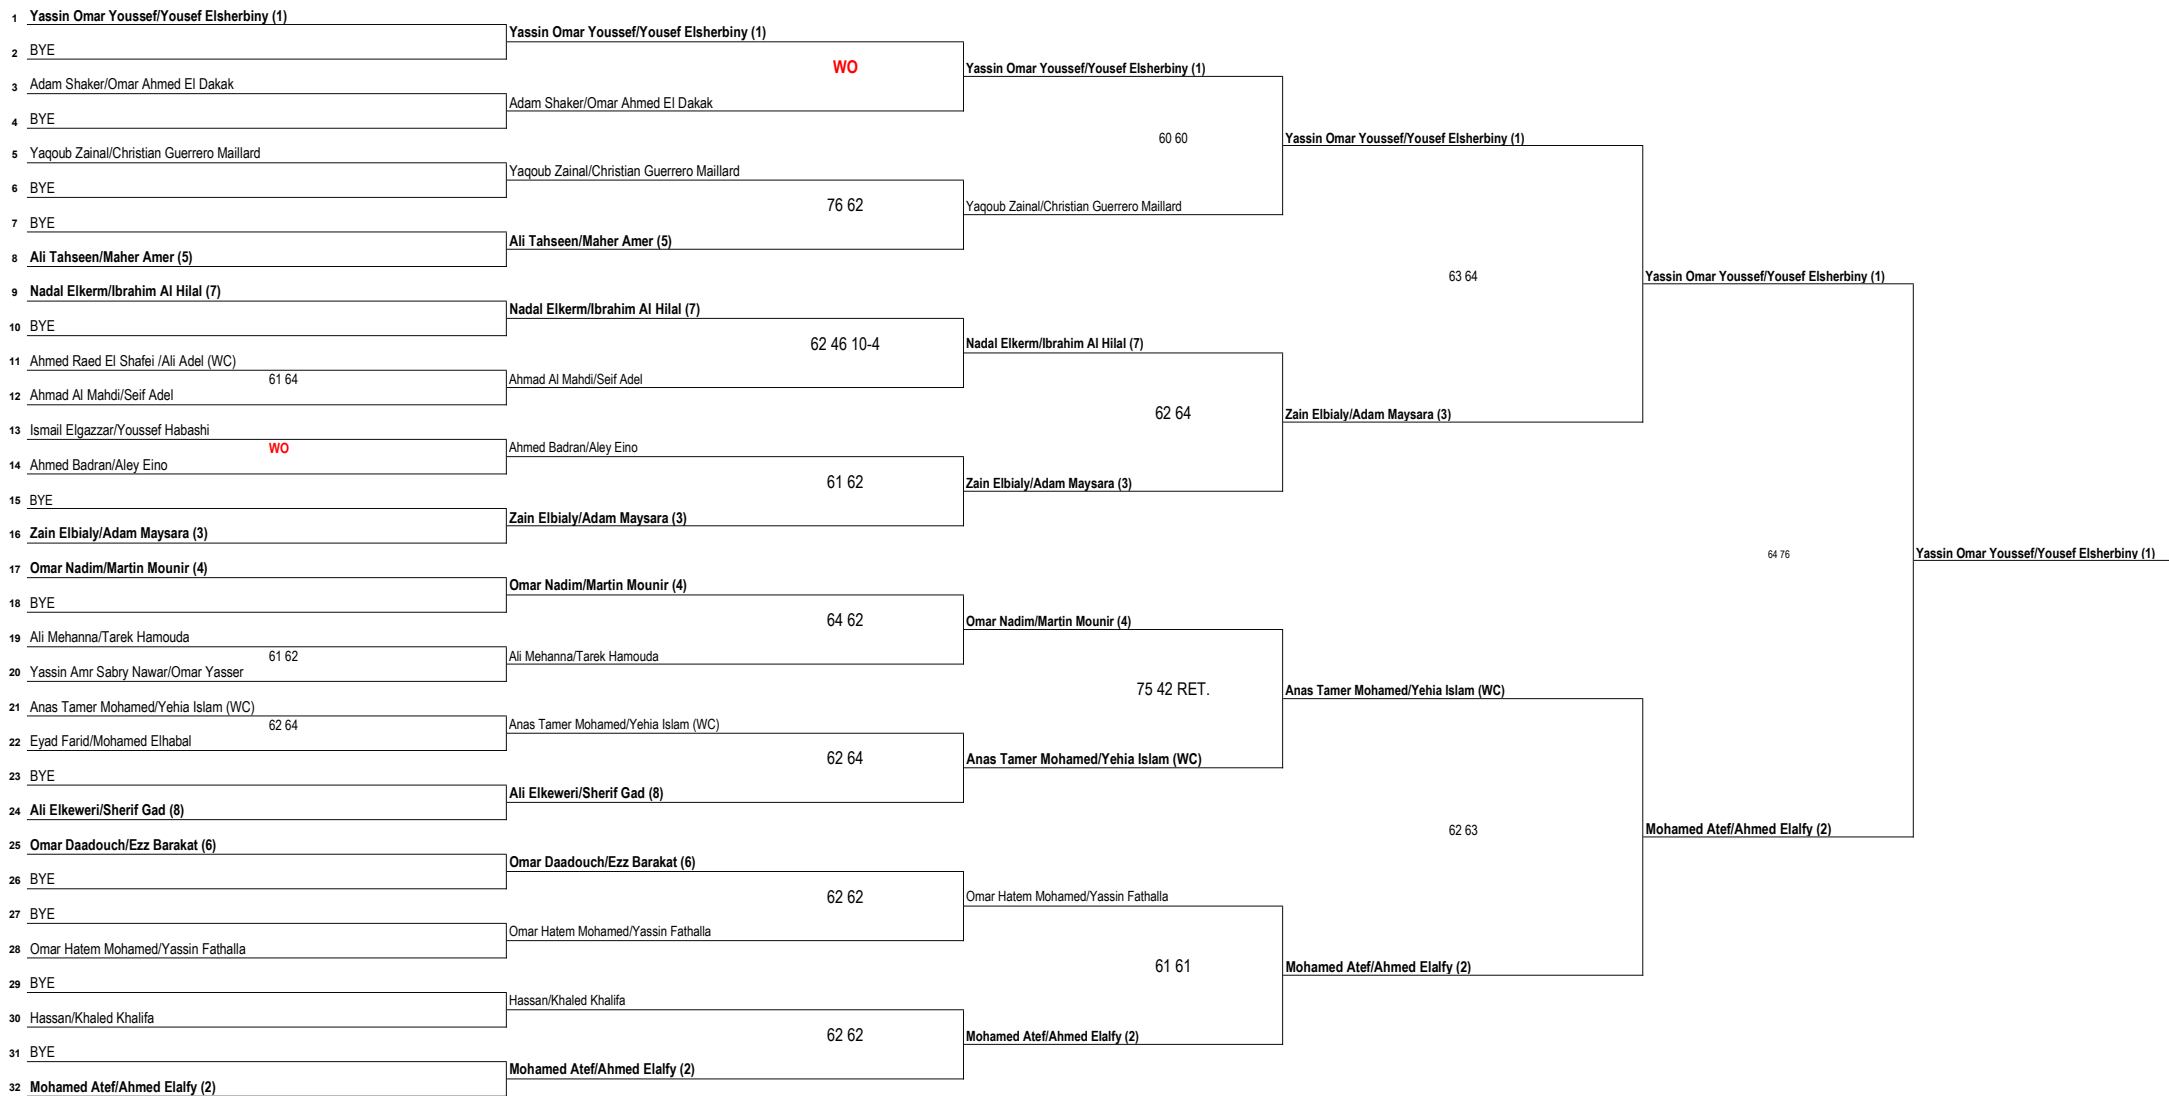 1 Yassin Omar Youssef/Yousef Elsherbiny (1)
2 BYE
3 Adam Shaker/Omar Ahmed El Dakak
4 BYE
5 Yaqoub Zainal/Christian Guerrero Maillard
6 BYE
7 BYE
8 Ali Tahseen/Maher Amer (5)
9 Nadal Elkerm/Ibrahim Al Hilal (7)
10 BYE
11 Ahmed Raed El Shafei /Ali Adel (WC)
61 64
12 Ahmad Al Mahdi/Seif Adel
13 Ismail Elgazzar/Youssef Habashi
WO
14 Ahmed Badran/Aley Eino
15 BYE
16 Zain Elbialy/Adam Maysara (3)
17 Omar Nadim/Martin Mounir (4)
18 BYE
19 Ali Mehanna/Tarek Hamouda
61 62
20 Yassin Amr Sabry Nawar/Omar Yasser
21 Anas Tamer Mohamed/Yehia Islam (WC)
62 64
22 Eyad Farid/Mohamed Elhabal
23 BYE
24 Ali Elkeweri/Sherif Gad (8)
25 Omar Daadouch/Ezz Barakat (6)
26 BYE
27 BYE
28 Omar Hatem Mohamed/Yassin Fathalla
29 BYE
30 Hassan/Khaled Khalifa
31 BYE
32 Mohamed Atef/Ahmed Elalfy (2)
Yassin Omar Youssef/Yousef Elsherbiny (1)
WO
Adam Shaker/Omar Ahmed El Dakak
Yaqoub Zainal/Christian Guerrero Maillard
76 62
Ali Tahseen/Maher Amer (5)
Nadal Elkerm/Ibrahim Al Hilal (7)
62 46 10-4
Ahmad Al Mahdi/Seif Adel
Ahmed Badran/Aley Eino
61 62
Zain Elbialy/Adam Maysara (3)
Omar Nadim/Martin Mounir (4)
64 62
Ali Mehanna/Tarek Hamouda
Anas Tamer Mohamed/Yehia Islam (WC)
62 64
Ali Elkeweri/Sherif Gad (8)
Omar Daadouch/Ezz Barakat (6)
62 62
Omar Hatem Mohamed/Yassin Fathalla
Hassan/Khaled Khalifa
62 62
Mohamed Atef/Ahmed Elalfy (2)
Yassin Omar Youssef/Yousef Elsherbiny (1)
60 60
Yaqoub Zainal/Christian Guerrero Maillard
Nadal Elkerm/Ibrahim Al Hilal (7)
62 64
Zain Elbialy/Adam Maysara (3)
Omar Nadim/Martin Mounir (4)
75 42 RET.
Anas Tamer Mohamed/Yehia Islam (WC)
Omar Hatem Mohamed/Yassin Fathalla
61 61
Mohamed Atef/Ahmed Elalfy (2)
Yassin Omar Youssef/Yousef Elsherbiny (1)
63 64
Zain Elbialy/Adam Maysara (3)
Anas Tamer Mohamed/Yehia Islam (WC)
62 63
Mohamed Atef/Ahmed Elalfy (2)
Yassin Omar Youssef/Yousef Elsherbiny (1)
64 76
Mohamed Atef/Ahmed Elalfy (2)
Yassin Omar Youssef/Yousef Elsherbiny (1)